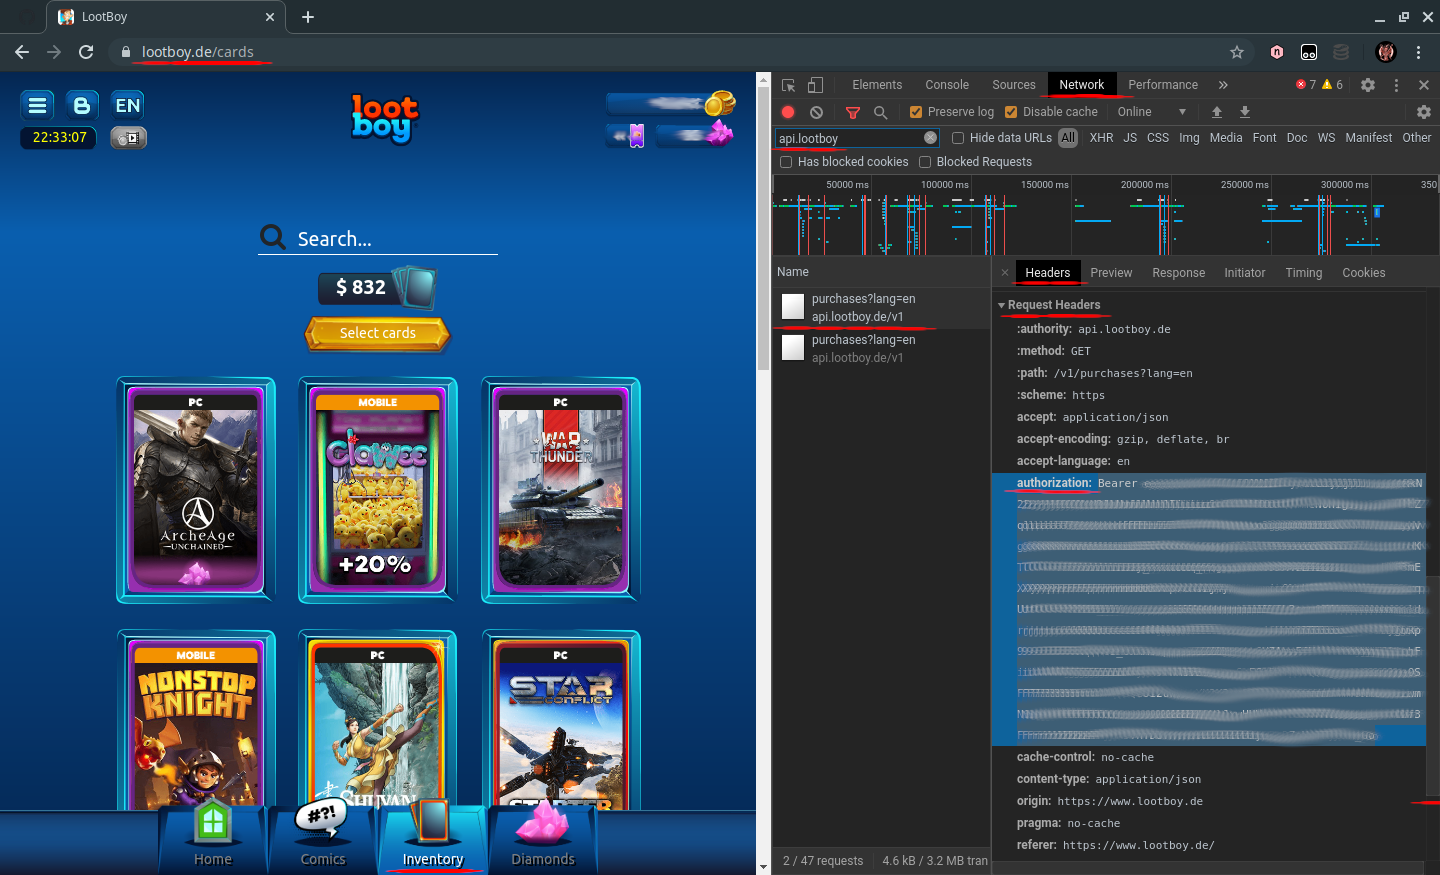 LootBoy
lootboy.de/cards
EN
22:33:07
loot
boy
Search...
$ 832
Select cards
PC
ArcheAge
UNCHAINED
MOBILE
clawee
+20%
PC
WAR
THUNDER
MOBILE
NONSTOP
KNIGHT
PC
SHUYAN
PC
STAR
CONFLICT
STARTER
#?!
Home
Comics
Inventory
Diamonds
Elements
Console
Sources
Network
Performance
7
6
Preserve log
Disable cache
Online
api.lootboy
Hide data URLs
All
XHR
JS
CSS
Img
Media
Font
Doc
WS
Manifest
Other
Has blocked cookies
Blocked Requests
50000 ms
100000 ms
150000 ms
200000 ms
250000 ms
300000 ms
350
Name
purchases?lang=en
api.lootboy.de/v1
purchases?lang=en
api.lootboy.de/v1
2 / 47 requests
4.6 kB / 3.2 MB tran
Headers
Preview
Response
Initiator
Timing
Cookies
Request Headers
:authority: api.lootboy.de
:method: GET
:path: /v1/purchases?lang=en
:scheme: https
accept: application/json
accept-encoding: gzip, deflate, br
accept-language: en
authorization: Bearer
cache-control: no-cache
content-type: application/json
origin: https://www.lootboy.de
pragma: no-cache
referer: https://www.lootboy.de/